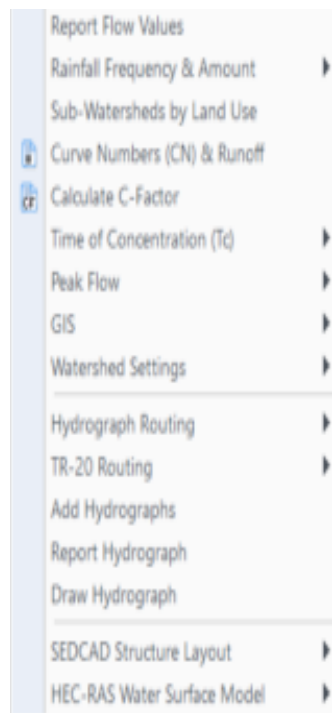 Report Flow Values
Rainfall Frequency & Amount
Sub-Watersheds by Land Use
Curve Numbers (CN) & Runoff
CF Calculate C-Factor
Time of Concentration (Tc)
Peak Flow
GIS
Watershed Settings
Hydrograph Routing
TR-20 Routing
Add Hydrographs
Report Hydrograph
Draw Hydrograph
SEDCAD Structure Layout
HEC-RAS Water Surface Model